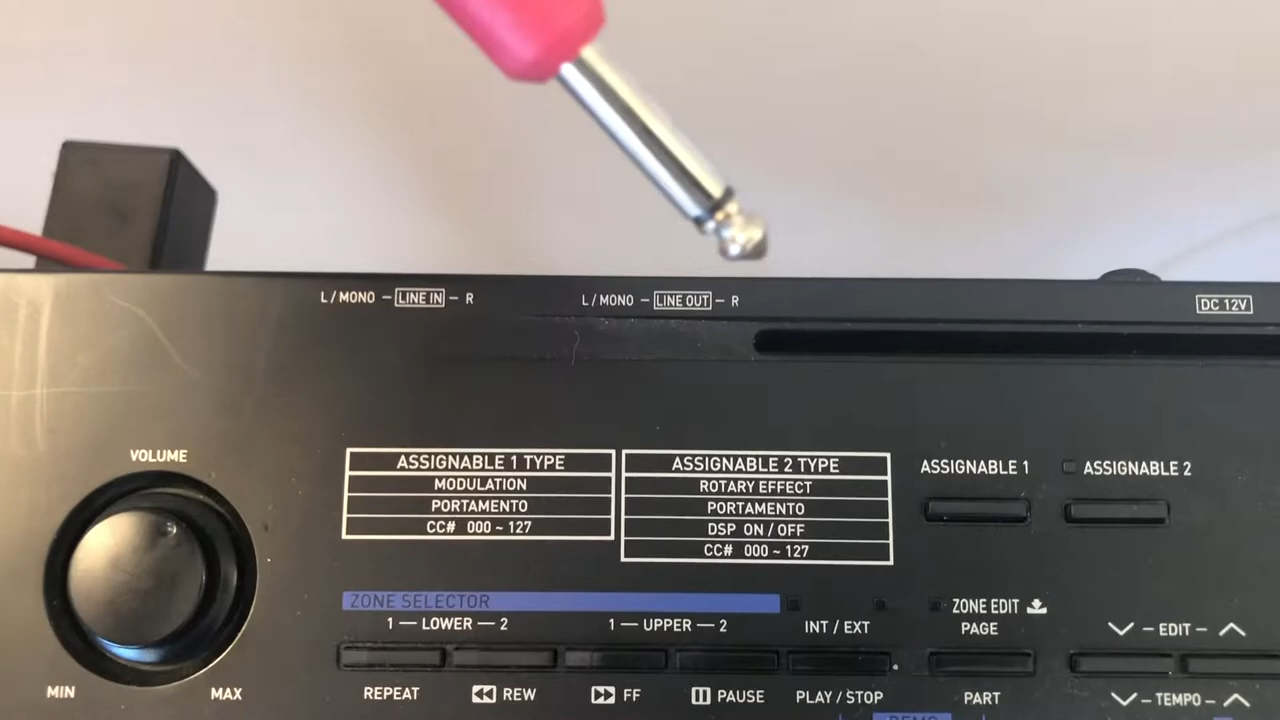 L / MONO – LINE IN – R
L / MONO – LINE OUT – R
DC 12V
VOLUME
MIN
MAX
ASSIGNABLE 1 TYPE
MODULATION
PORTAMENTO
CC# 000 ~ 127
ASSIGNABLE 2 TYPE
ROTARY EFFECT
PORTAMENTO
DSP ON / OFF
CC# 000 ~ 127
ASSIGNABLE 1
ASSIGNABLE 2
ZONE SELECTOR
1 — LOWER — 2
1 — UPPER — 2
INT / EXT
ZONE EDIT
PAGE
– EDIT –
REPEAT
REW
FF
PAUSE
PLAY / STOP
PART
– TEMPO –
DEMO